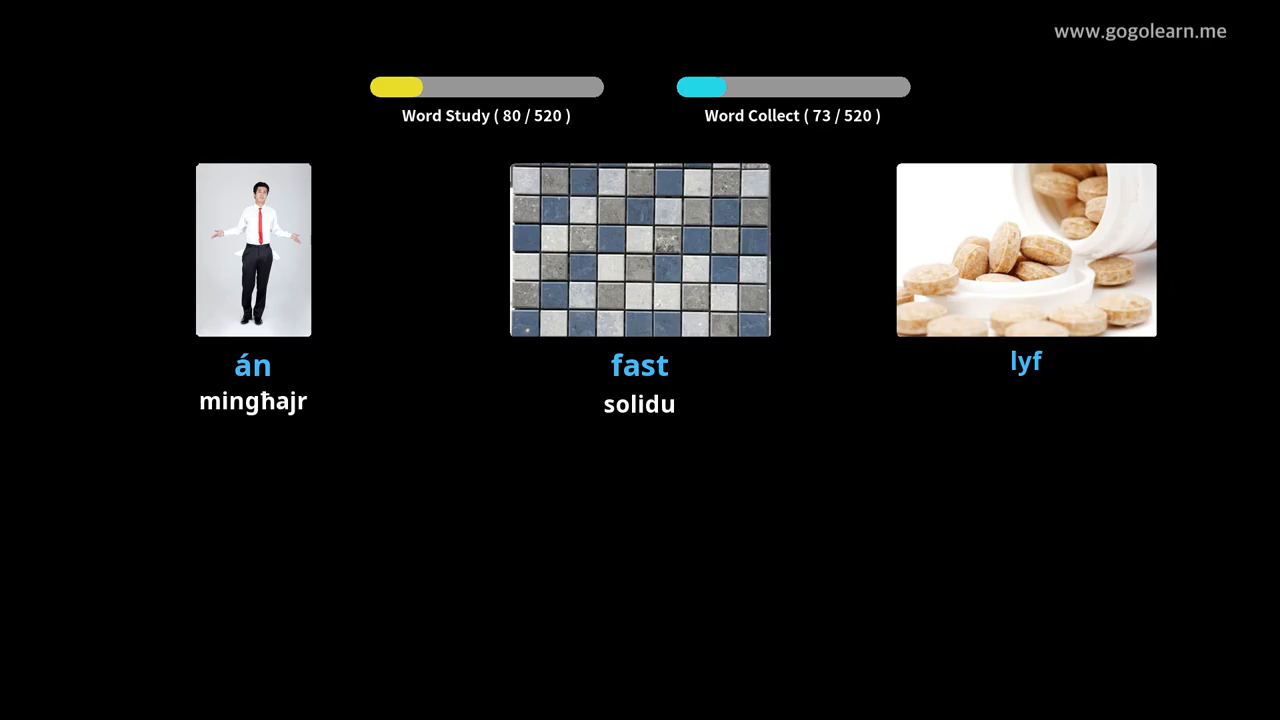 www.gogolearn.me
Word Study ( 80 / 520 )
Word Collect ( 73 / 520 )
án
mingħajr
fast
solidu
lyf